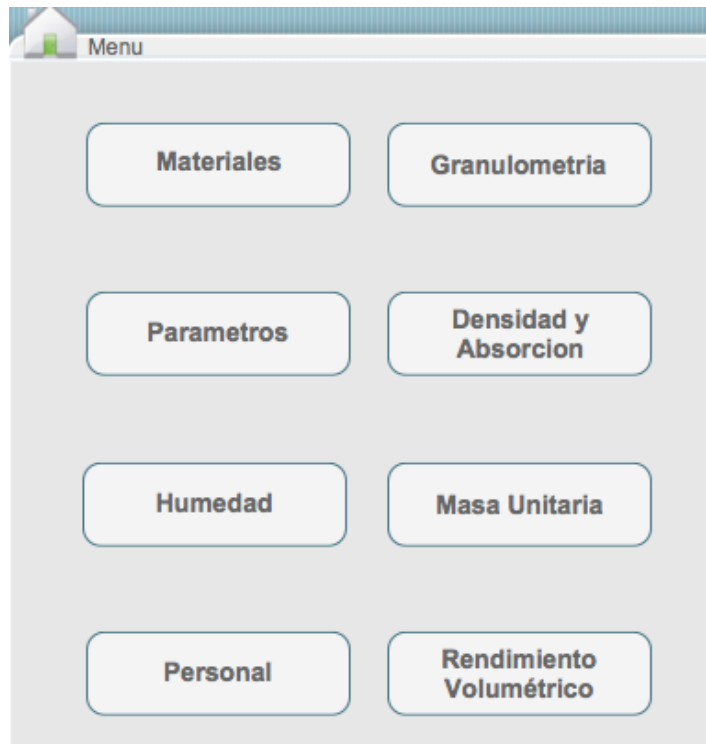 Menu
Materiales
Granulometria
Parametros
Densidad y
Absorcion
Humedad
Masa Unitaria
Personal
Rendimiento
Volumétrico